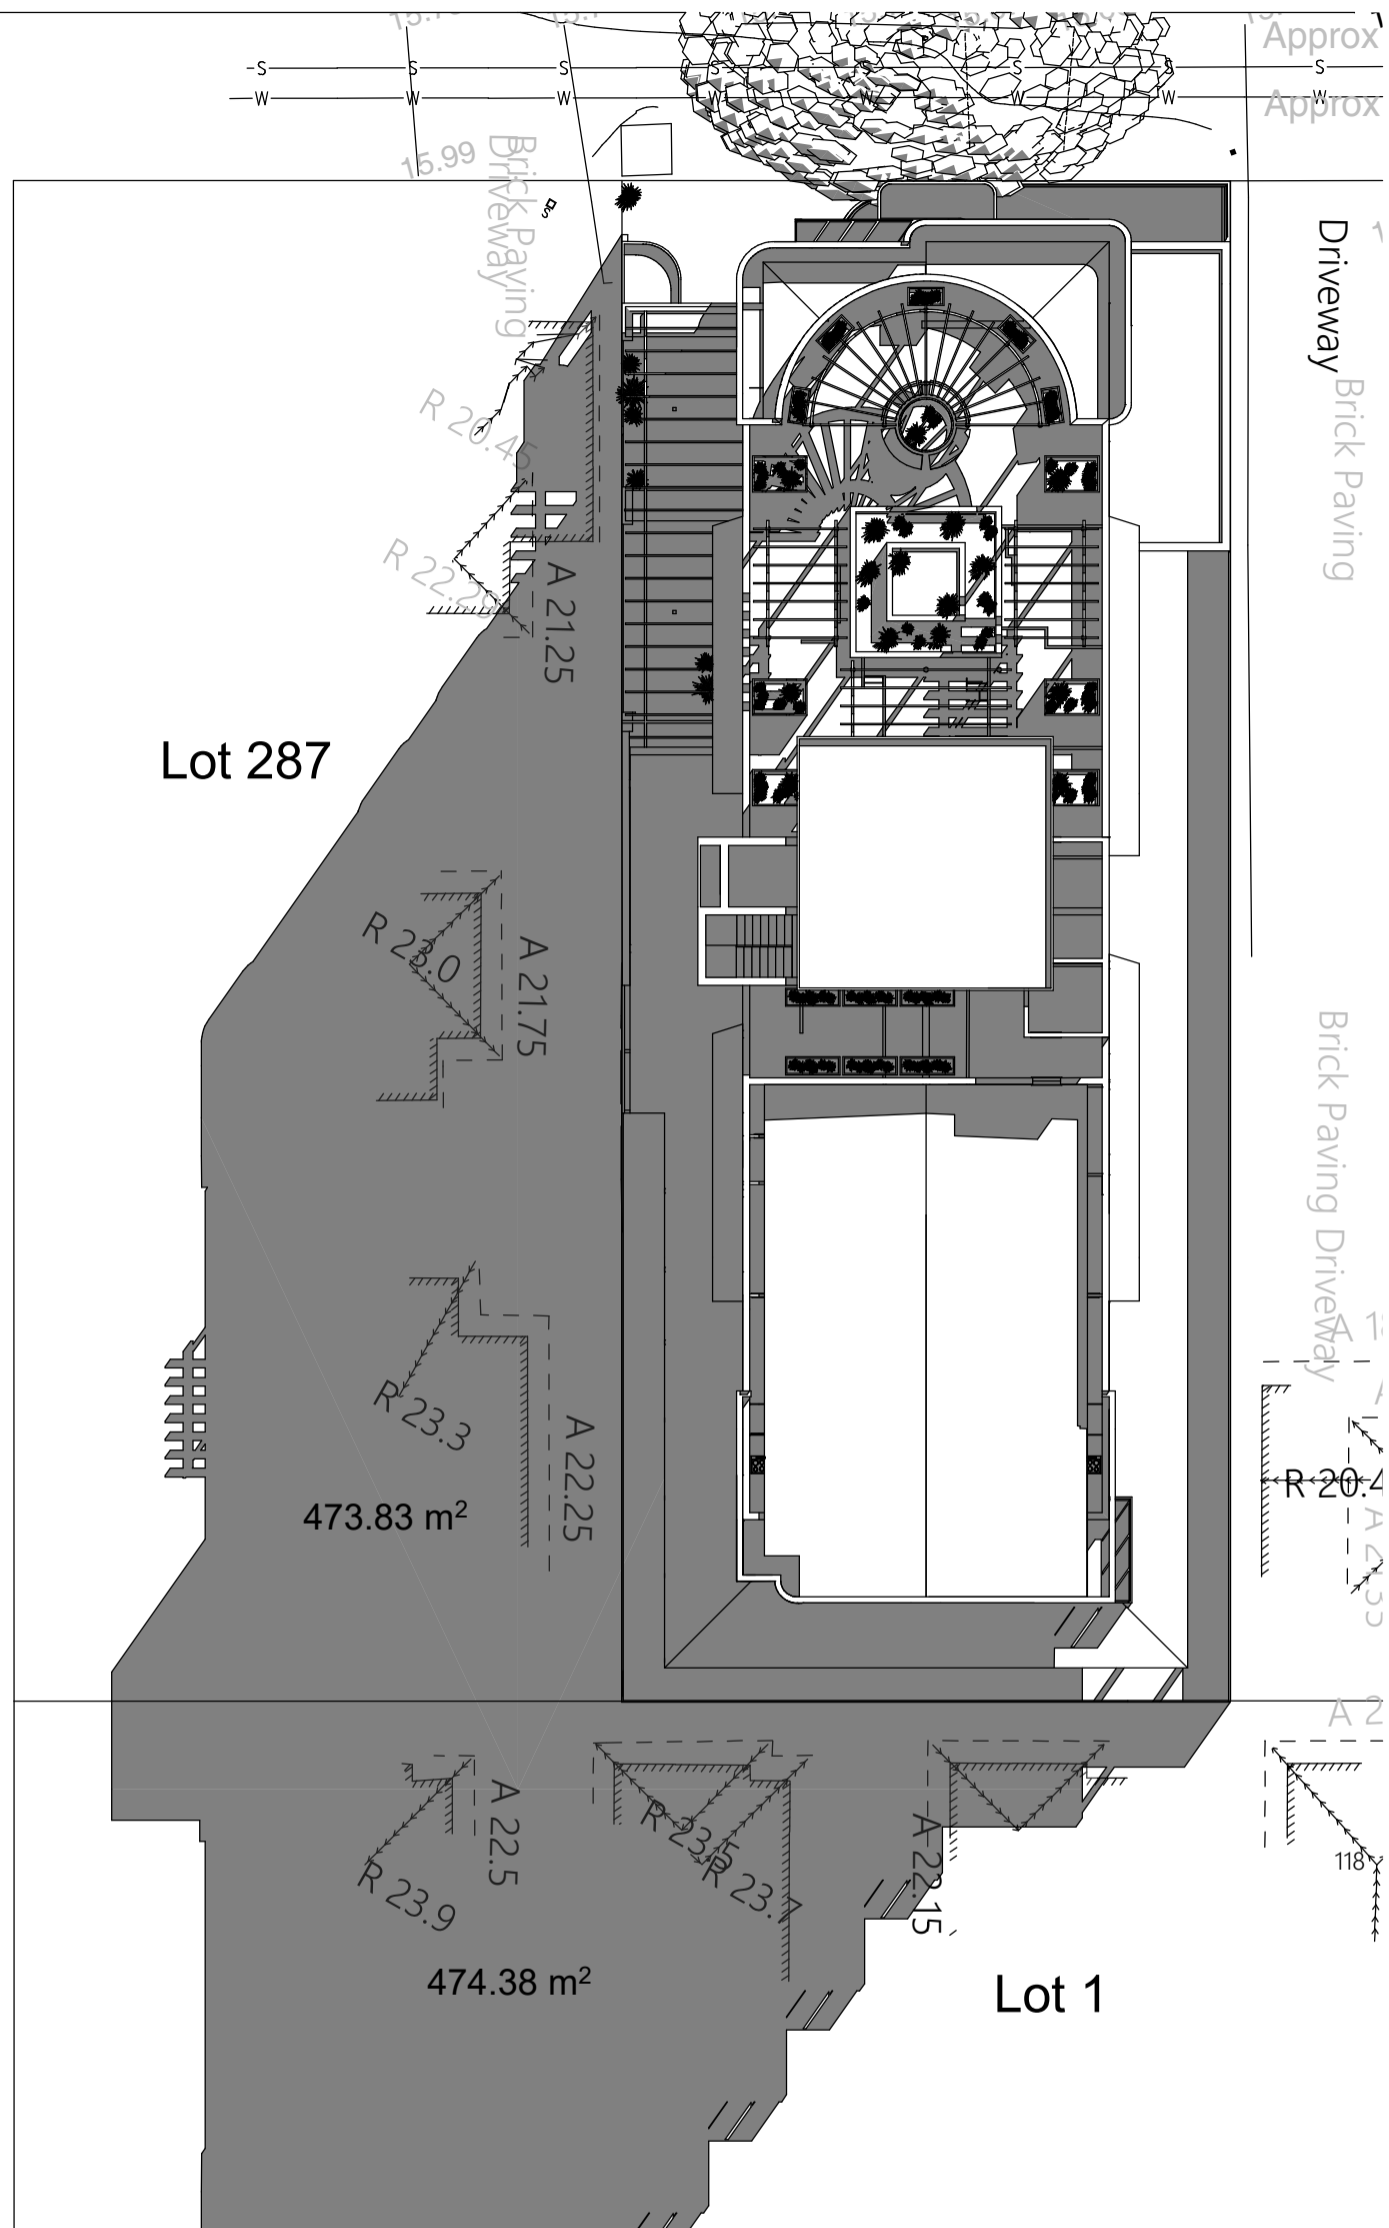 Approx
S S S S S S S
W W W W W W W
Approx
15.99
Brick Paving
Driveway
S
Driveway
R 20.45
Brick Paving
R 22.29
A 21.25
Lot 287
R 23.0
A 21.75
Brick Paving Driveway
R 23.3
A 22.25
R 20.4
473.83 m²
A 22.5
R 23.5
R 23.7
A 22.15
R 23.9
118
474.38 m²
Lot 1